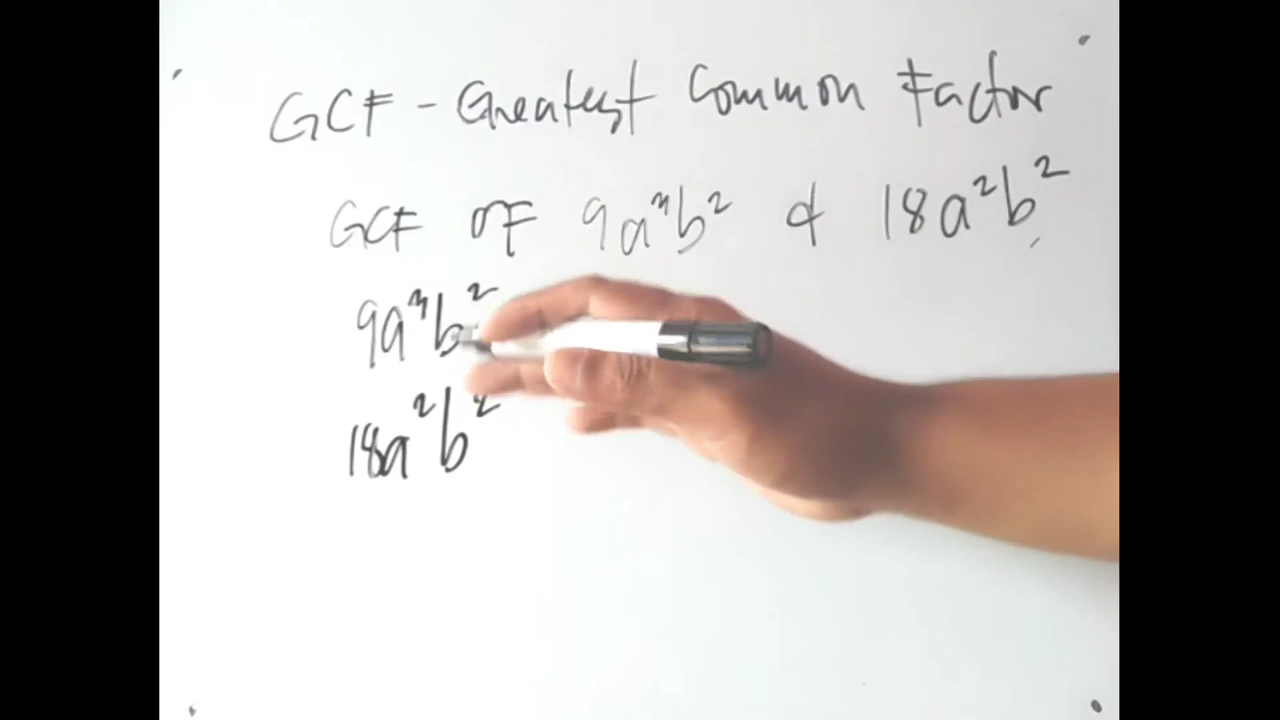 GCF - Greatest Common Factor
GCF OF 9a³b² & 18a²b²
9a³b²
18a²b²